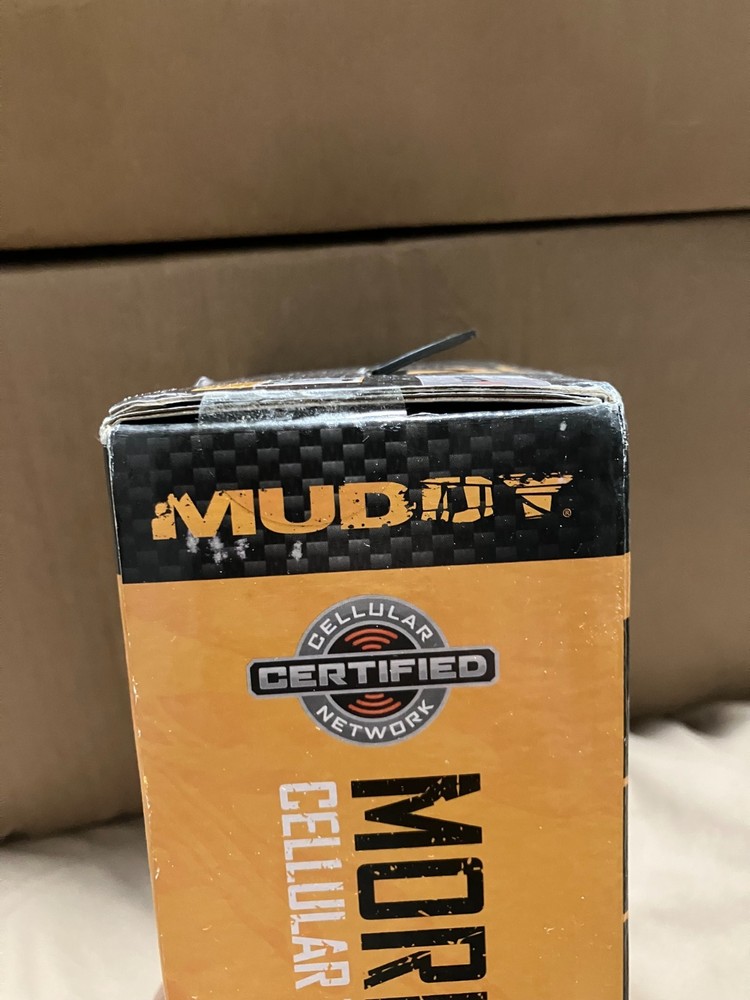 MUDDY®
CELLULAR
CERTIFIED
NETWORK
CELLULAR